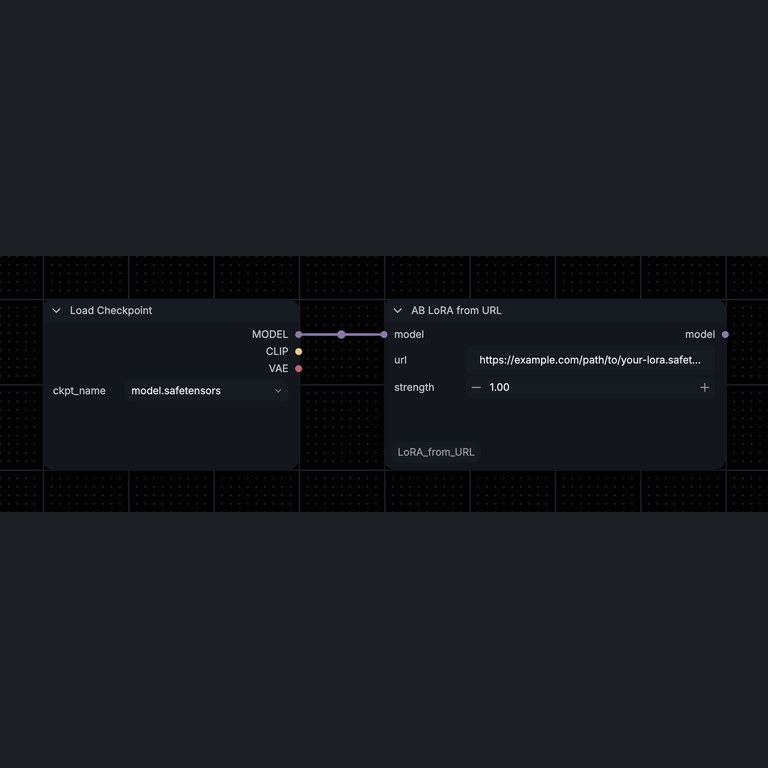 Load Checkpoint
MODEL
CLIP
VAE
ckpt_name model.safetensors
AB LoRA from URL
model model
url https://example.com/path/to/your-lora.safet...
strength 1.00
LoRA_from_URL